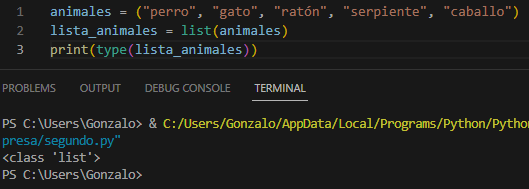 1 animales = ("perro", "gato", "ratón", "serpiente", "caballo")
2 lista_animales = list(animales)
3 print(type(lista_animales))
PROBLEMS OUTPUT DEBUG CONSOLE TERMINAL
PS C:\Users\Gonzalo> & C:/Users/Gonzalo/AppData/Local/Programs/Python/Pytho
presa/segundo.py"
<class 'list'>
PS C:\Users\Gonzalo>